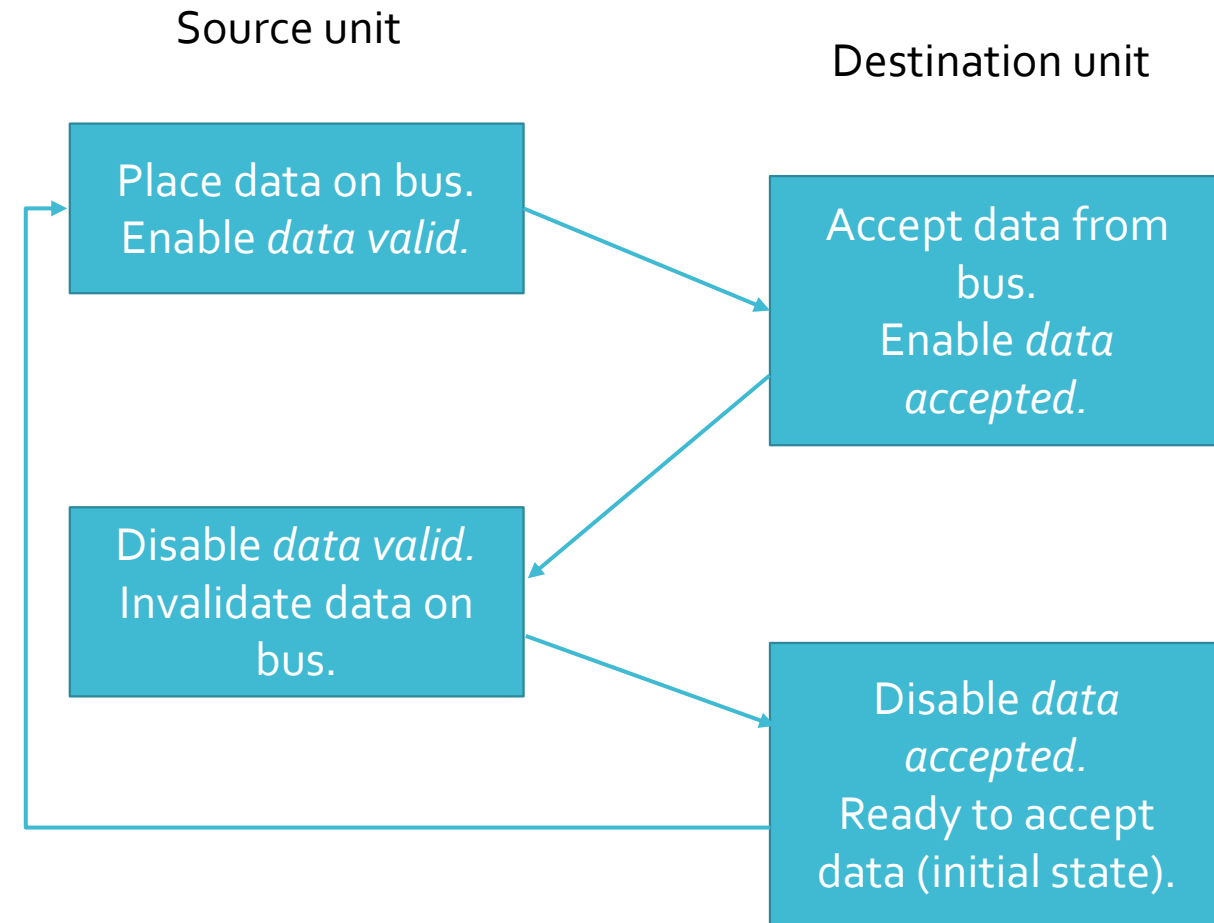 Source unit
Destination unit
Place data on bus.
Enable data valid.
Accept data from
bus.
Enable data
accepted.
Disable data valid.
Invalidate data on
bus.
Disable data
accepted.
Ready to accept
data (initial state).